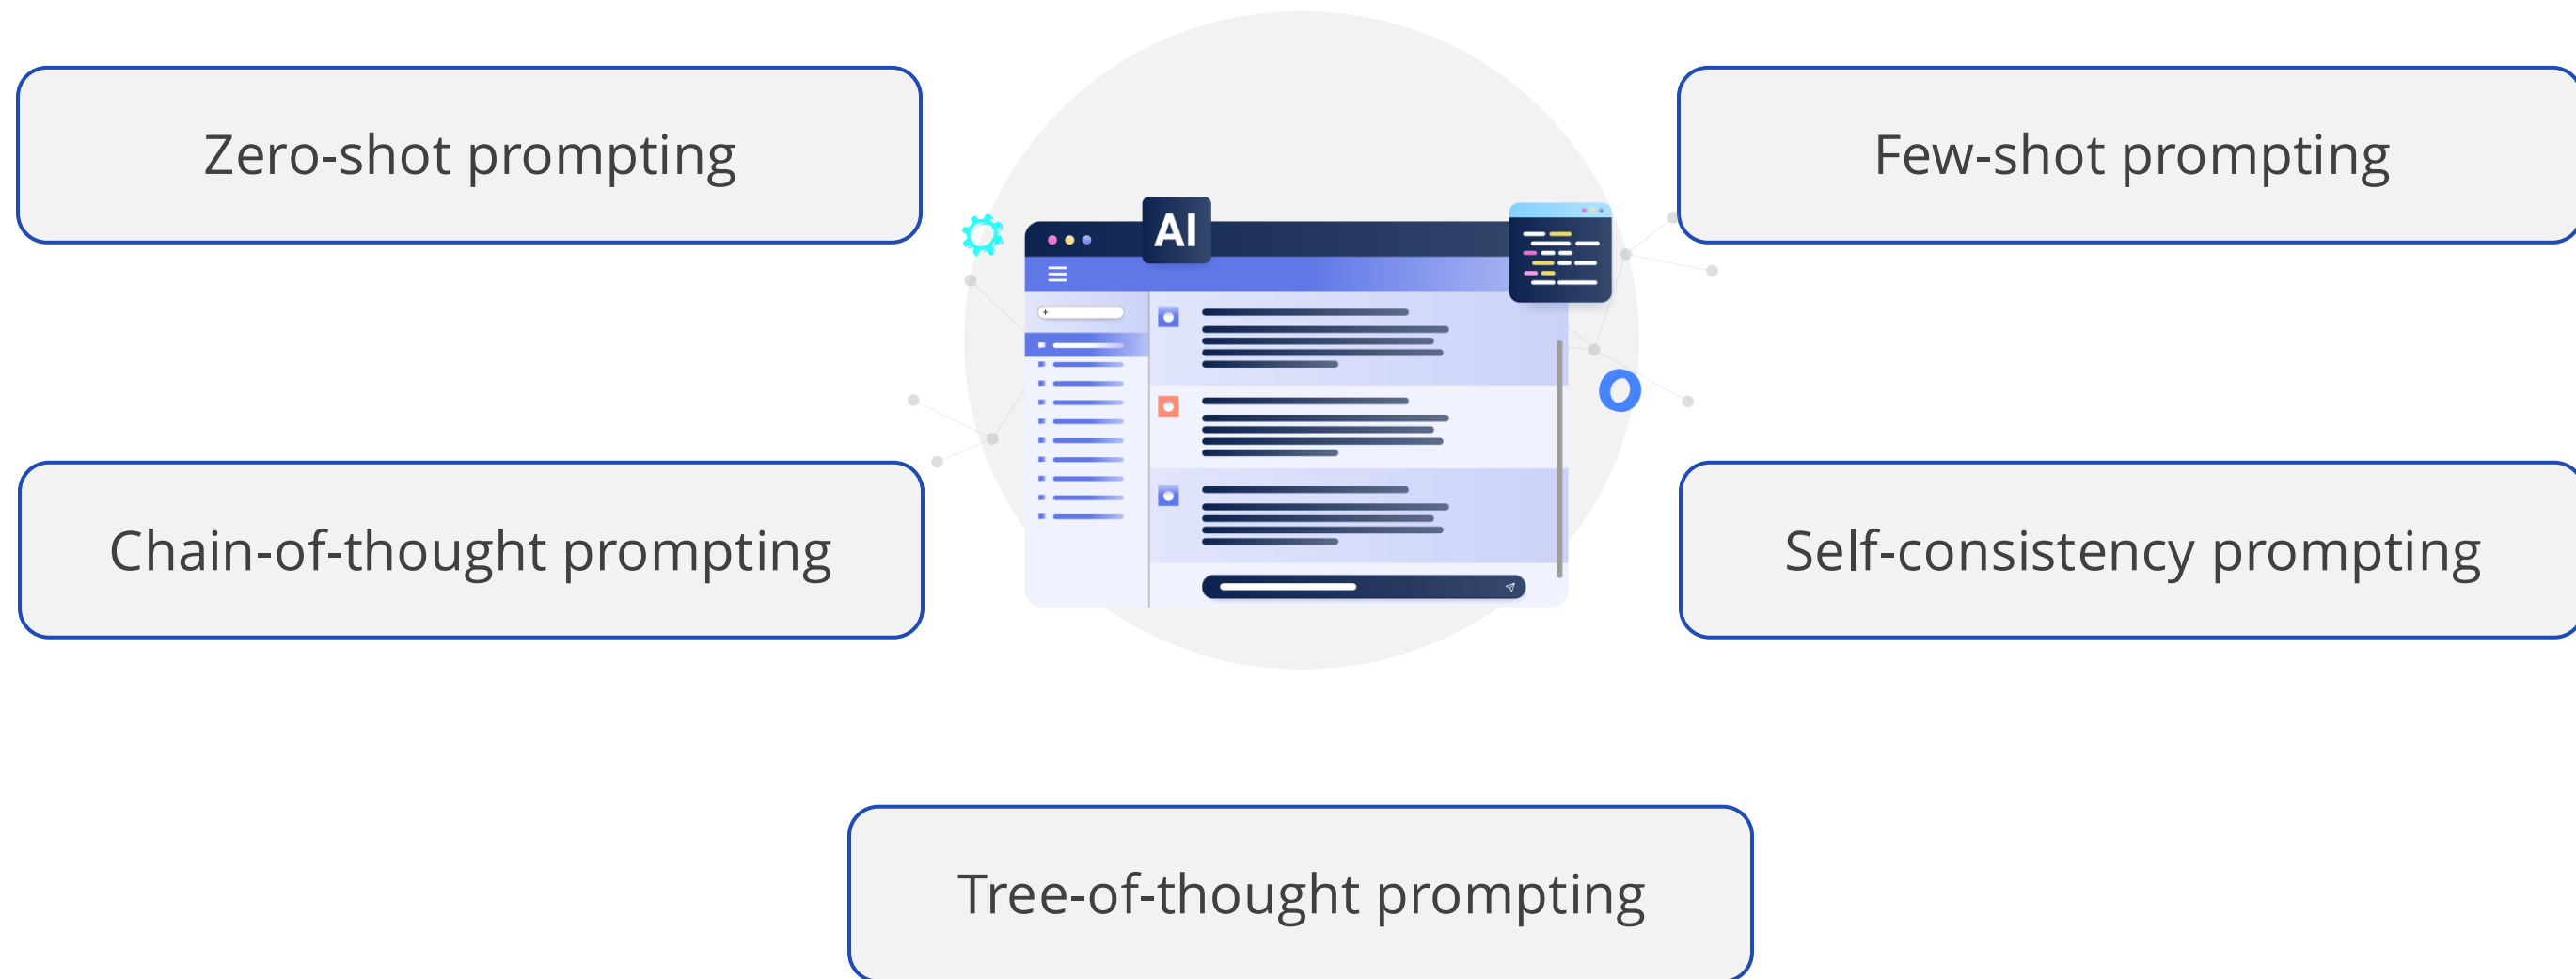 Zero-shot prompting
Few-shot prompting
AI
Chain-of-thought prompting
Self-consistency prompting
Tree-of-thought prompting